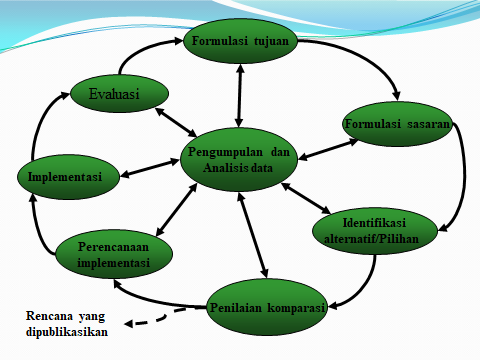 Formulasi tujuan
Evaluasi
Formulasi sasaran
Pengumpulan dan
Analisis data
Implementasi
Identifikasi
alternatif/Pilihan
Perencanaan
implementasi
Penilaian komparasi
Rencana yang
dipublikasikan